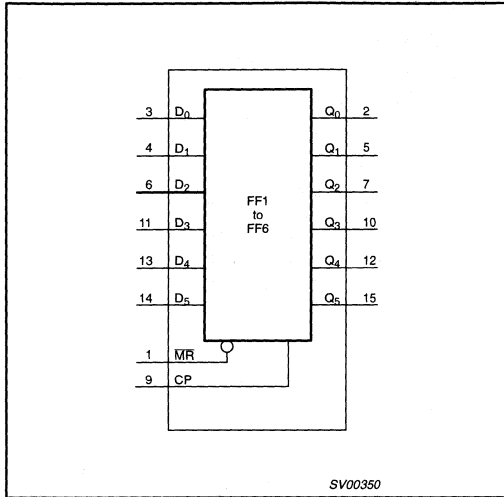 3 D0 Q0 2
4 D1 Q1 5
6 D2 Q2 7
FF1
to
FF6
11 D3 Q3 10
13 D4 Q4 12
14 D5 Q5 15
1 M̅R̅
9 CP
SV00350